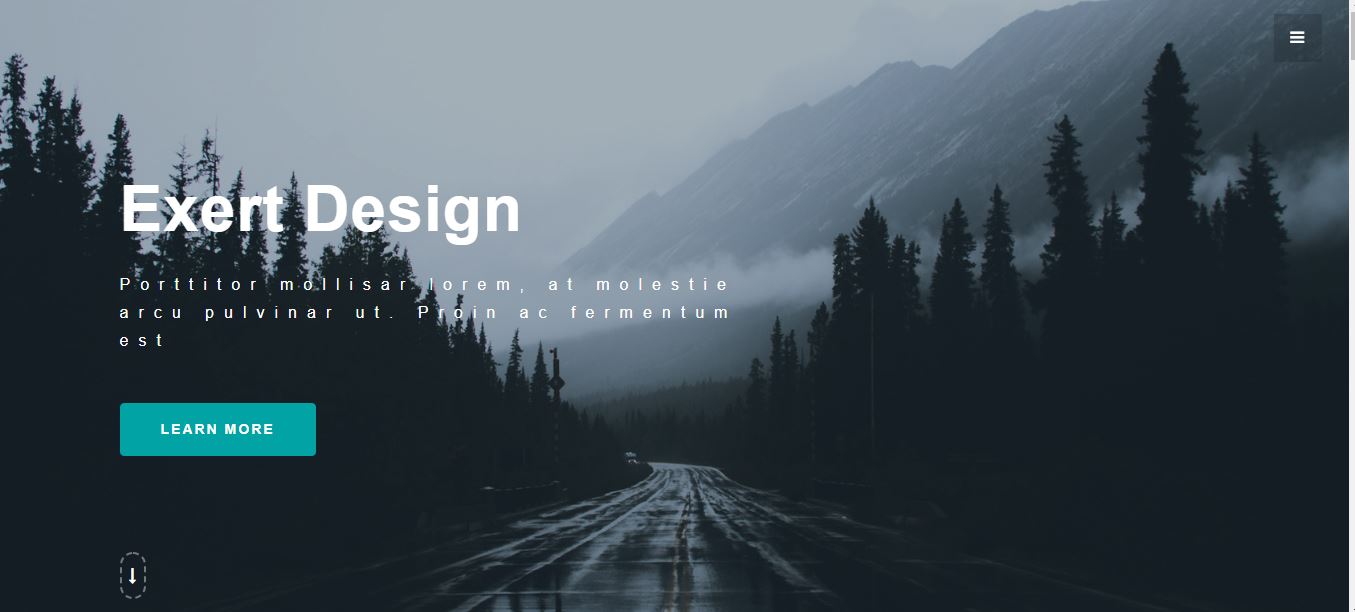 Exert Design
Porttitor mollisar lorem, at molestie
arcu pulvinar ut. Proin ac fermentum
est
LEARN MORE